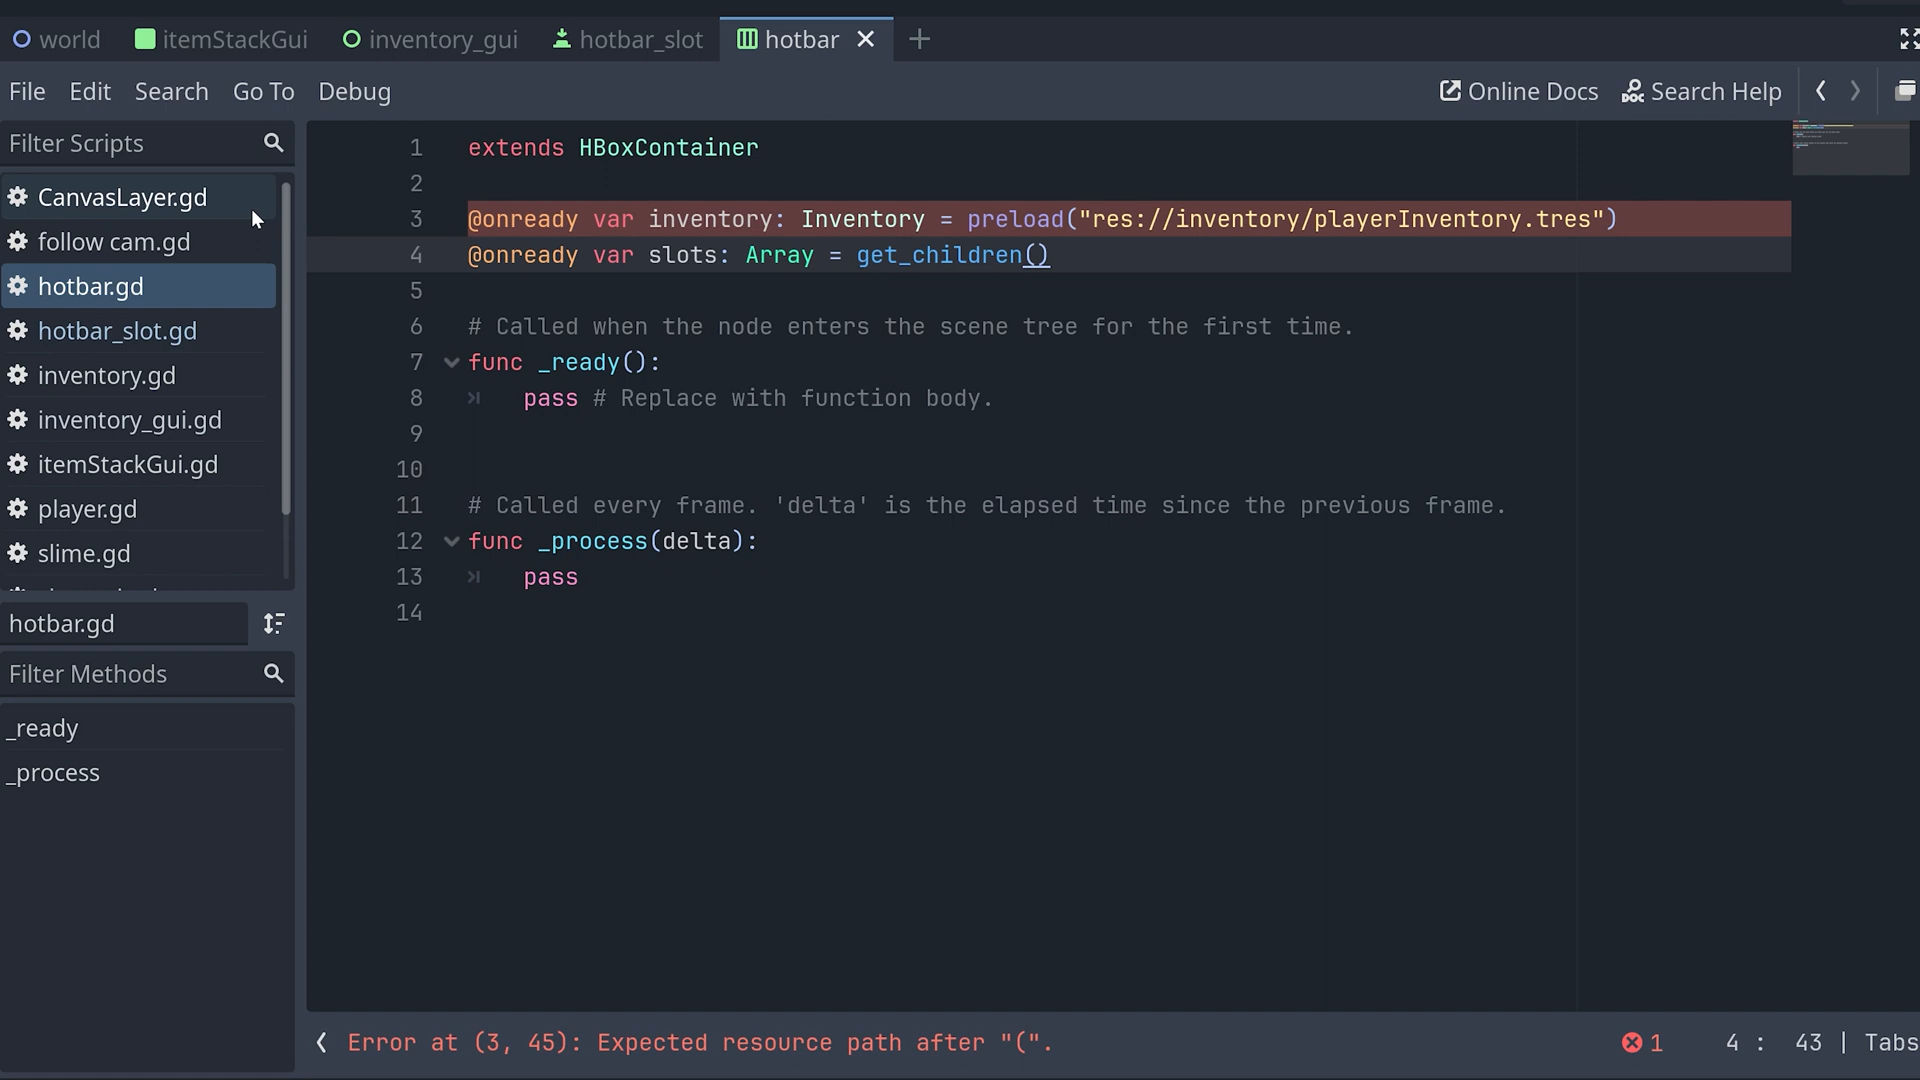 world itemStackGui inventory_gui hotbar_slot hotbar
File Edit Search Go To Debug Online Docs Search Help
Filter Scripts
CanvasLayer.gd
follow cam.gd
hotbar.gd
hotbar_slot.gd
inventory.gd
inventory_gui.gd
itemStackGui.gd
player.gd
slime.gd
hotbar.gd
Filter Methods
_ready
_process
1 extends HBoxContainer
2
3 @onready var inventory: Inventory = preload("res://inventory/playerInventory.tres")
4 @onready var slots: Array = get_children()
5
6 # Called when the node enters the scene tree for the first time.
7 func _ready():
8 pass # Replace with function body.
9
10
11 # Called every frame. 'delta' is the elapsed time since the previous frame.
12 func _process(delta):
13 pass
14
Error at (3, 45): Expected resource path after "(". 1 4 : 43 | Tabs